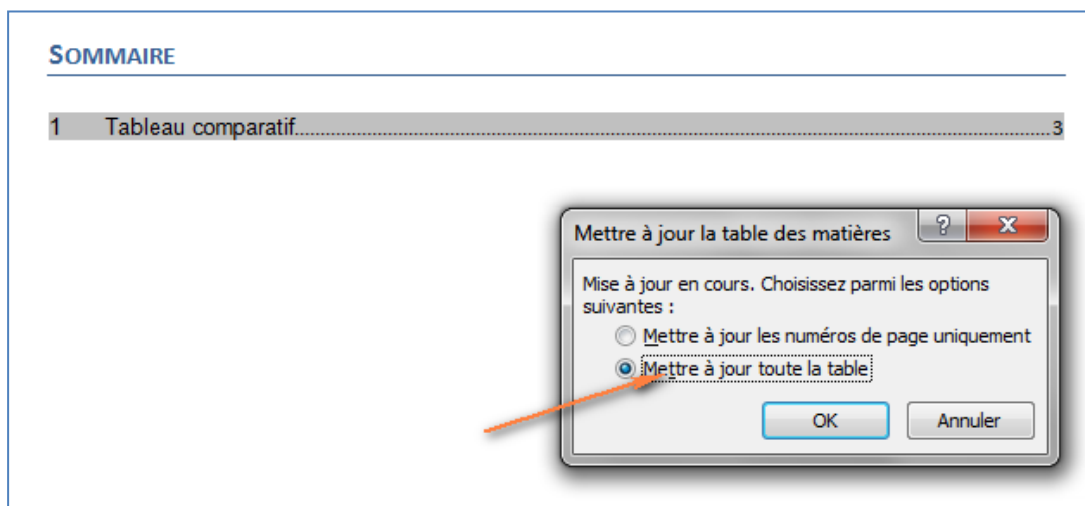 SOMMAIRE
1 Tableau comparatif........................................................................3
Mettre à jour la table des matières
Mise à jour en cours. Choisissez parmi les options
suivantes :
Mettre à jour les numéros de page uniquement
Mettre à jour toute la table
OK Annuler